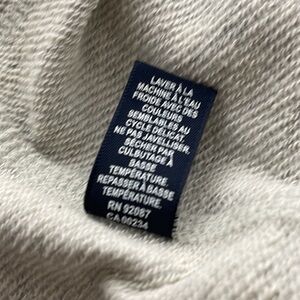 LAVER À LA
MACHINE À L'EAU
FROIDE AVEC DES
COULEURS
SEMBLABLES AU
CYCLE DÉLICAT.
NE PAS JAVELLISER.
SÉCHER PAR
CULBUTAGE À
BASSE
TEMPÉRATURE.
REPASSER À BASSE
TEMPÉRATURE.
RN 92087
CA 00234